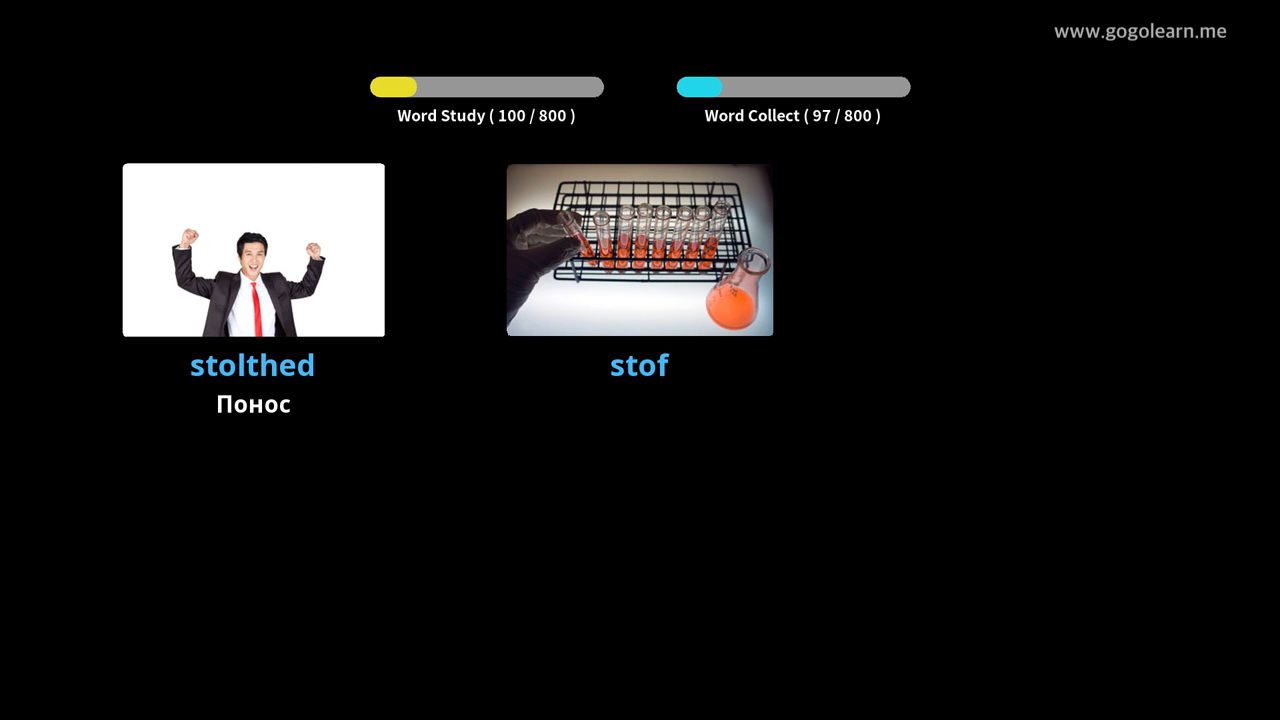 www.gogolearn.me
Word Study ( 100 / 800 )
Word Collect ( 97 / 800 )
stolthed
stof
Понос